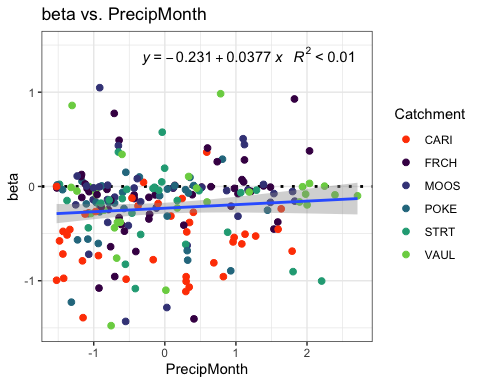 beta vs. PrecipMonth
y = −0.231 + 0.0377 x R² < 0.01
beta
1
0
-1
-1
0
1
2
PrecipMonth
Catchment
CARI
FRCH
MOOS
POKE
STRT
VAUL